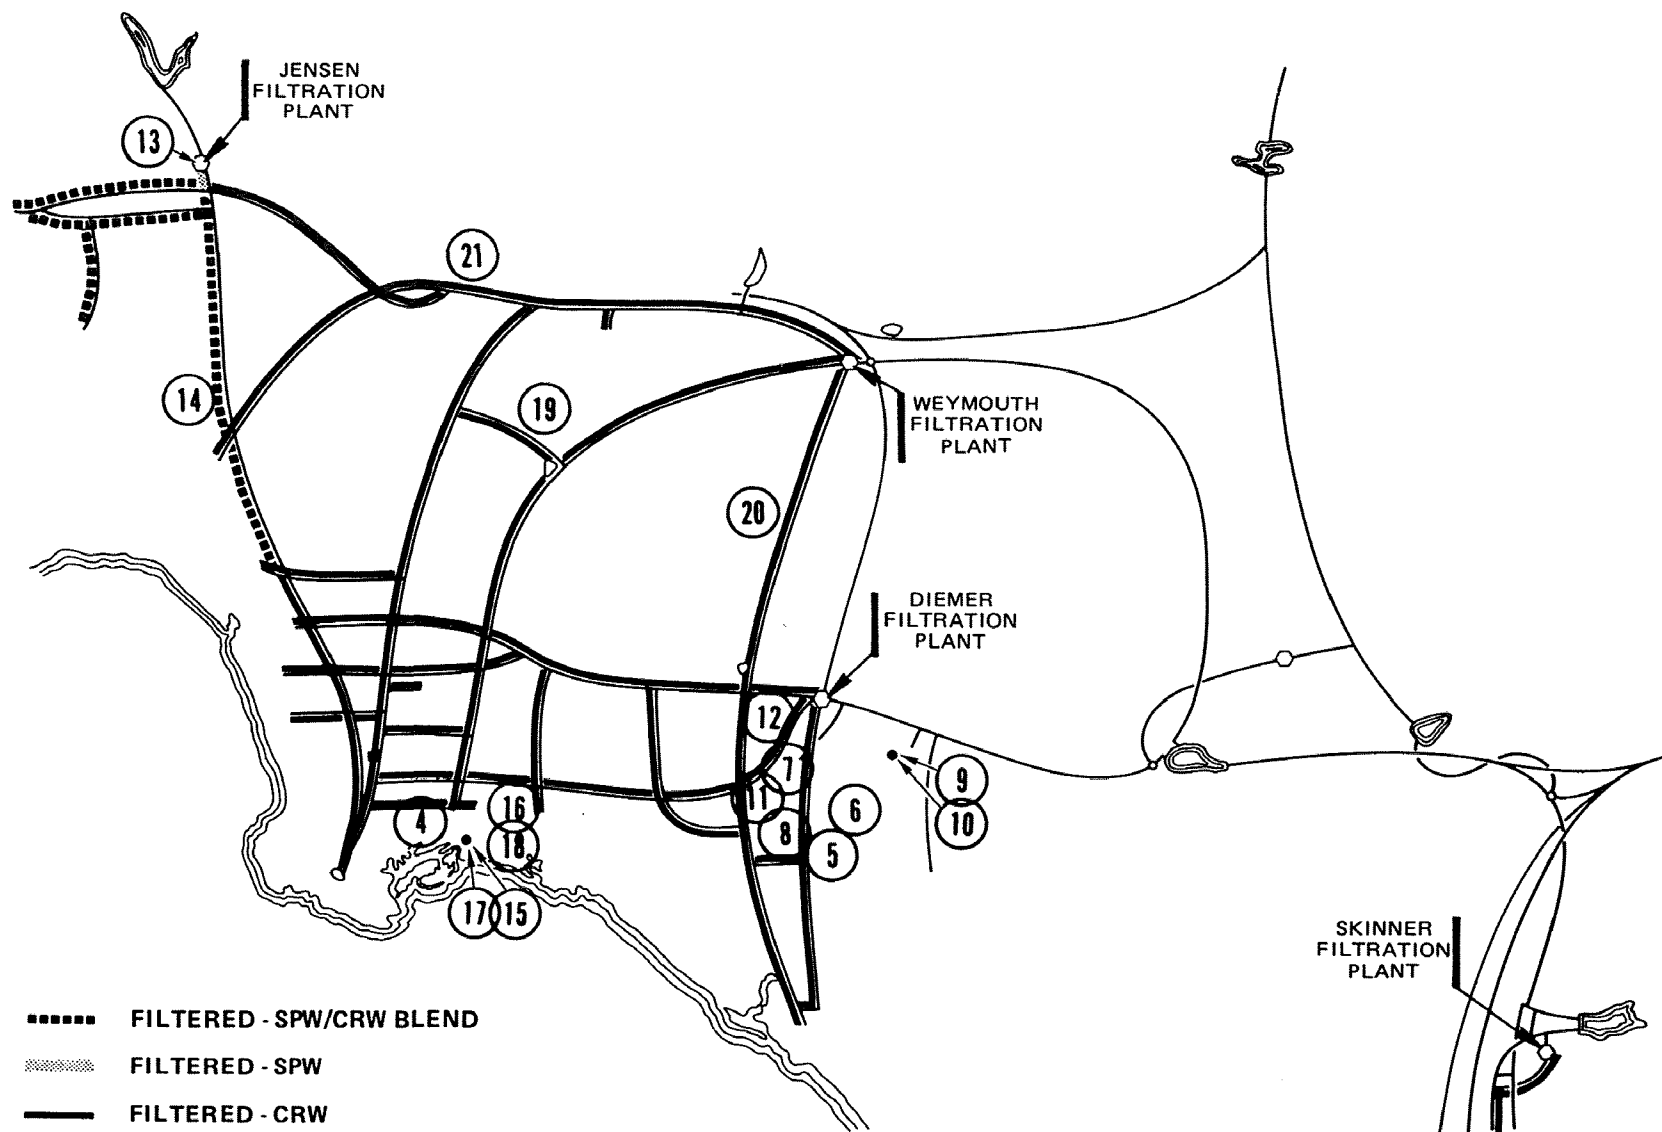 JENSEN
FILTRATION
PLANT
13
21
14
19
WEYMOUTH
FILTRATION
PLANT
20
DIEMER
FILTRATION
PLANT
12
7
9
11
6
16
4
10
8
5
18
17
15
SKINNER
FILTRATION
PLANT
FILTERED - SPW/CRW BLEND
FILTERED - SPW
FILTERED - CRW